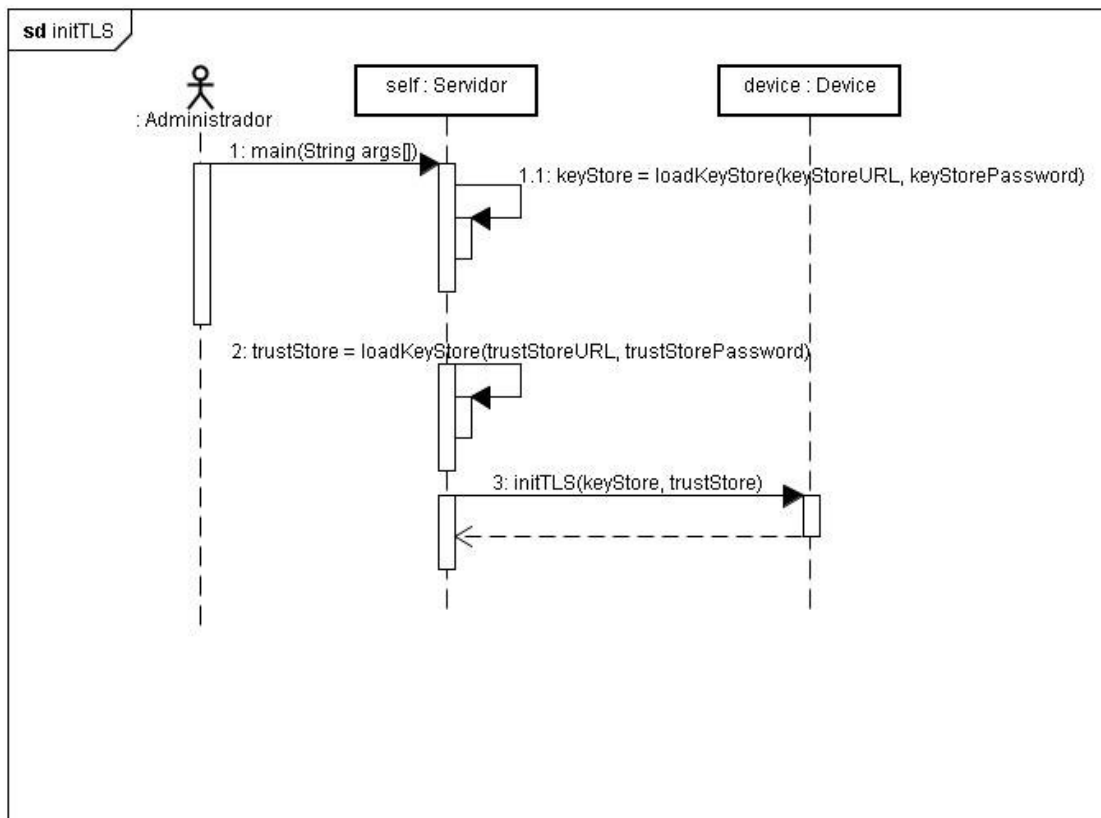 sd initTLS
: Administrador
self : Servidor
device : Device
1: main(String args[])
1.1: keyStore = loadKeyStore(keyStoreURL, keyStorePassword)
2: trustStore = loadKeyStore(trustStoreURL, trustStorePassword)
3: initTLS(keyStore, trustStore)